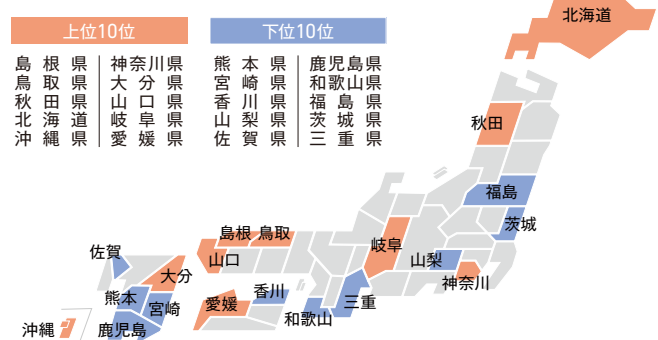 上位10位
島根県 神奈川県
鳥取県 大分県
秋田県 山口県
北海道 岐阜県
沖縄県 愛媛県
下位10位
熊本県 鹿児島県
宮崎県 和歌山県
香川県 福島県
山梨県 茨城県
佐賀県 三重県
北海道
秋田
福島
茨城
島根 鳥取
岐阜
山梨
神奈川
佐賀
山口
大分
香川
三重
熊本
宮崎
愛媛
和歌山
沖縄
鹿児島